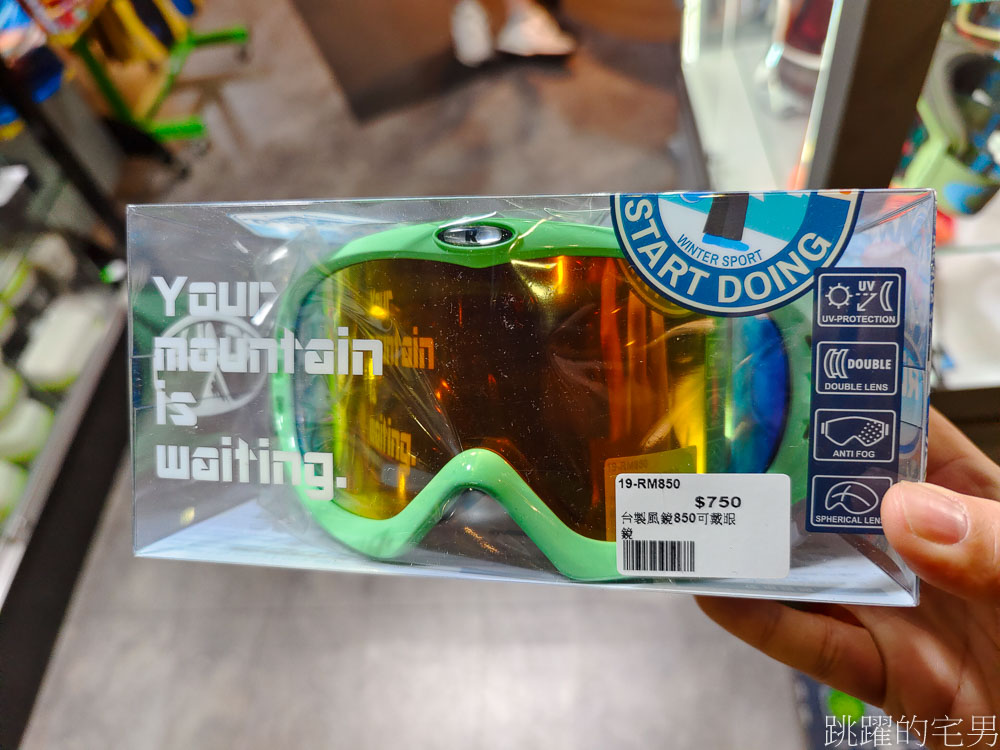 Your
mountain
is
waiting.
WINTER SPORT
START DOING
UV
UV-PROTECTION
DOUBLE
DOUBLE LENS
ANTI FOG
SPHERICAL LENS
19-RM850
$750
台製風鏡850可戴眼
鏡
跳躍的宅男